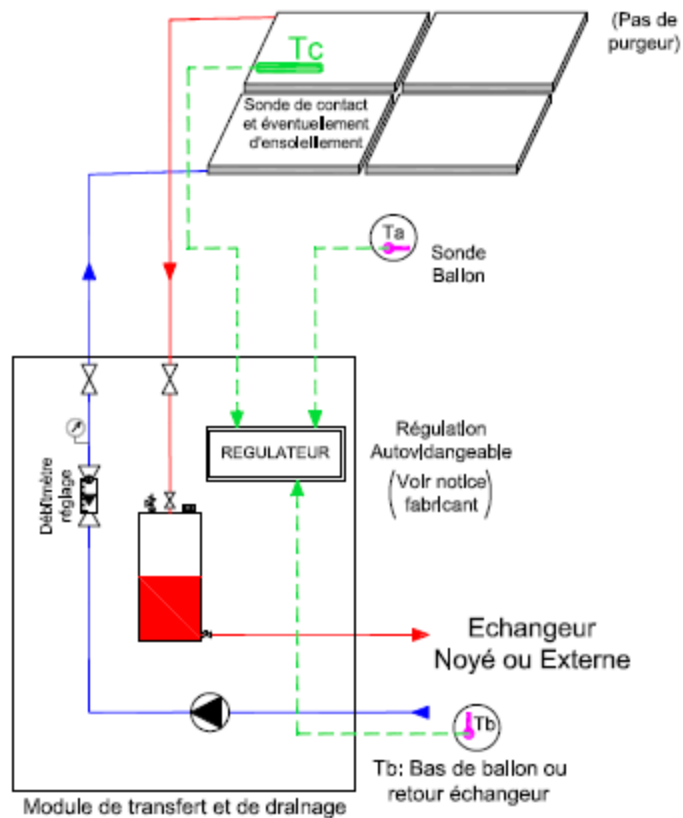 (Pas de
purgeur)
Tc
Sonde de contact
et éventuellement
d'ensolellement
Ta
Sonde
Ballon
REGULATEUR
Régulation
Autovidangeable
(Voir notice
fabricant)
Débitmètre
réglage
Echangeur
Noyé ou Externe
Tb
Tb: Bas de ballon ou
retour échangeur
Module de transfert et de drainage